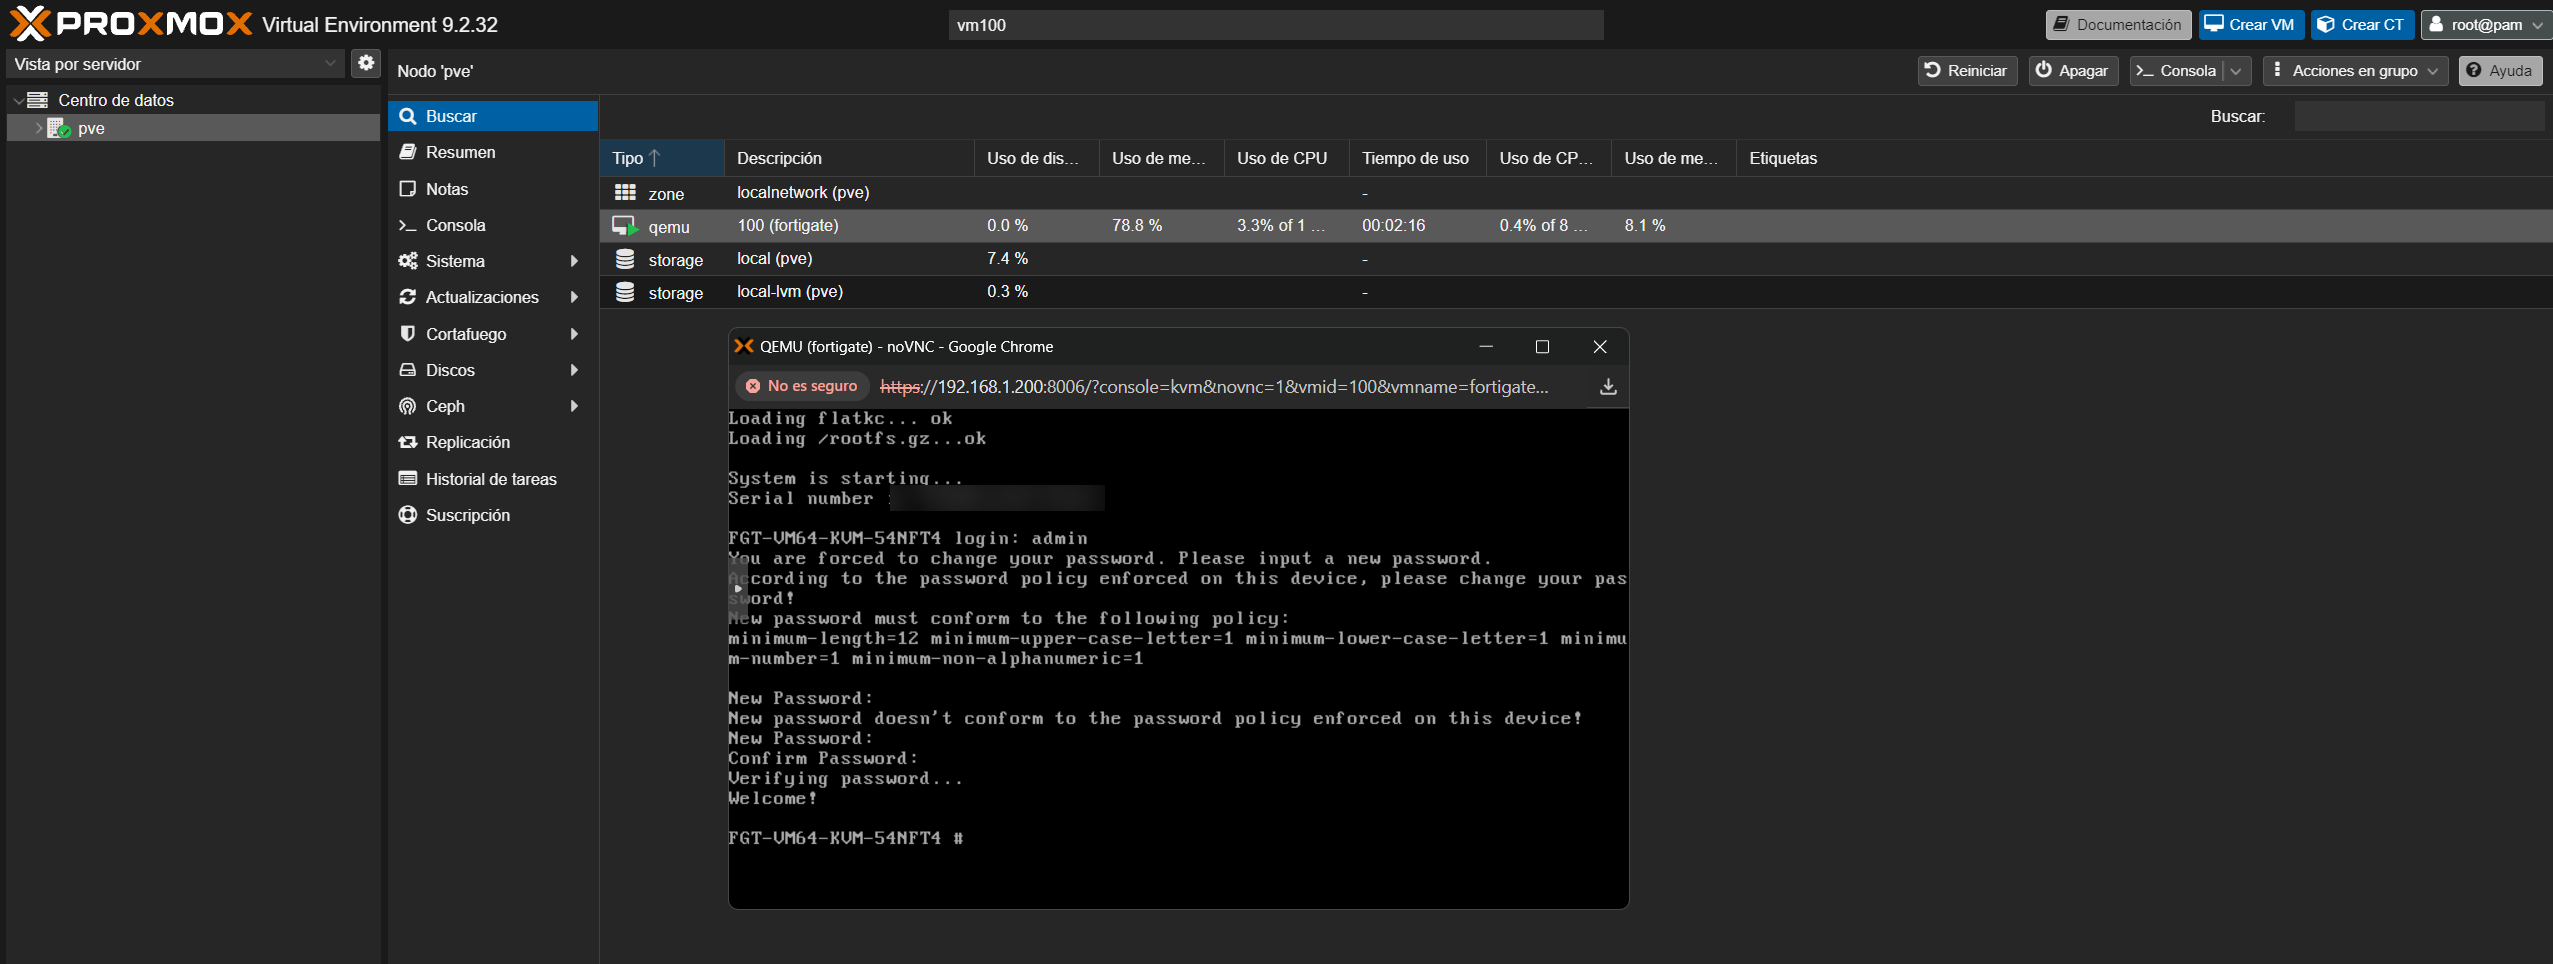 PROXMOX Virtual Environment 9.2.32
vm100
Documentación
Crear VM
Crear CT
root@pam
Vista por servidor
Nodo 'pve'
Reiniciar
Apagar
Consola
Acciones en grupo
Ayuda
Centro de datos
pve
Buscar
Resumen
Notas
Consola
Sistema
Actualizaciones
Cortafuego
Discos
Ceph
Replicación
Historial de tareas
Suscripción
Buscar:
Tipo Descripción Uso de dis... Uso de me... Uso de CPU Tiempo de uso Uso de CP... Uso de me... Etiquetas
zone localnetwork (pve) -
qemu 100 (fortigate) 0.0 % 78.8 % 3.3% of 1 ... 00:02:16 0.4% of 8 ... 8.1 %
storage local (pve) 7.4 % -
storage local-lvm (pve) 0.3 % -
QEMU (fortigate) - noVNC - Google Chrome
No es seguro https://192.168.1.200:8006/?console=kvm&novnc=1&vmid=100&vmname=fortigate...
Loading flatkc... ok
Loading /rootfs.gz...ok
System is starting...
Serial number
FGT-VM64-KVM-54NFT4 login: admin
You are forced to change your password. Please input a new password.
According to the password policy enforced on this device, please change your pas
sword!
New password must conform to the following policy:
minimum-length=12 minimum-upper-case-letter=1 minimum-lower-case-letter=1 minimu
m-number=1 minimum-non-alphanumeric=1
New Password:
New password doesn't conform to the password policy enforced on this device!
New Password:
Confirm Password:
Verifying password...
Welcome!
FGT-VM64-KVM-54NFT4 #